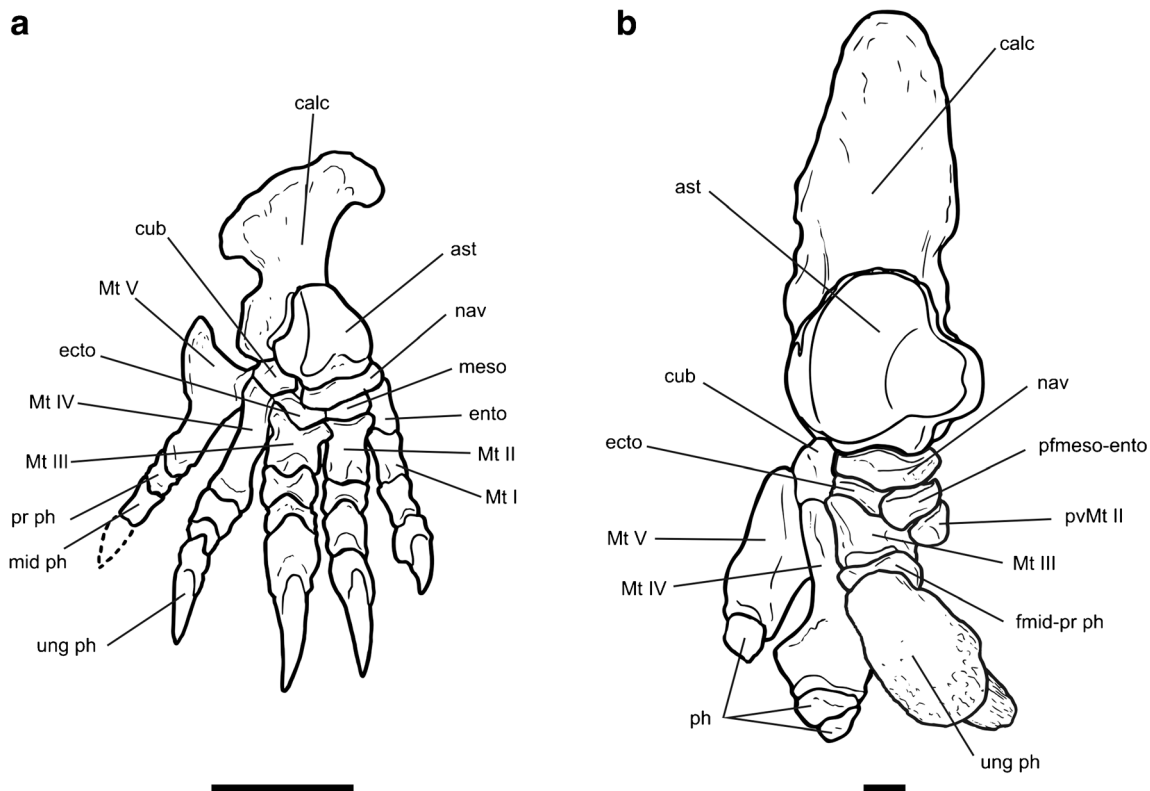 a
calc
cub
ast
Mt V
nav
ecto
meso
Mt IV
ento
Mt III
Mt II
Mt I
pr ph
mid ph
ung ph
b
calc
ast
cub
nav
ecto
pfmeso-ento
pvMt II
Mt V
Mt III
Mt IV
fmid-pr ph
ph
ung ph